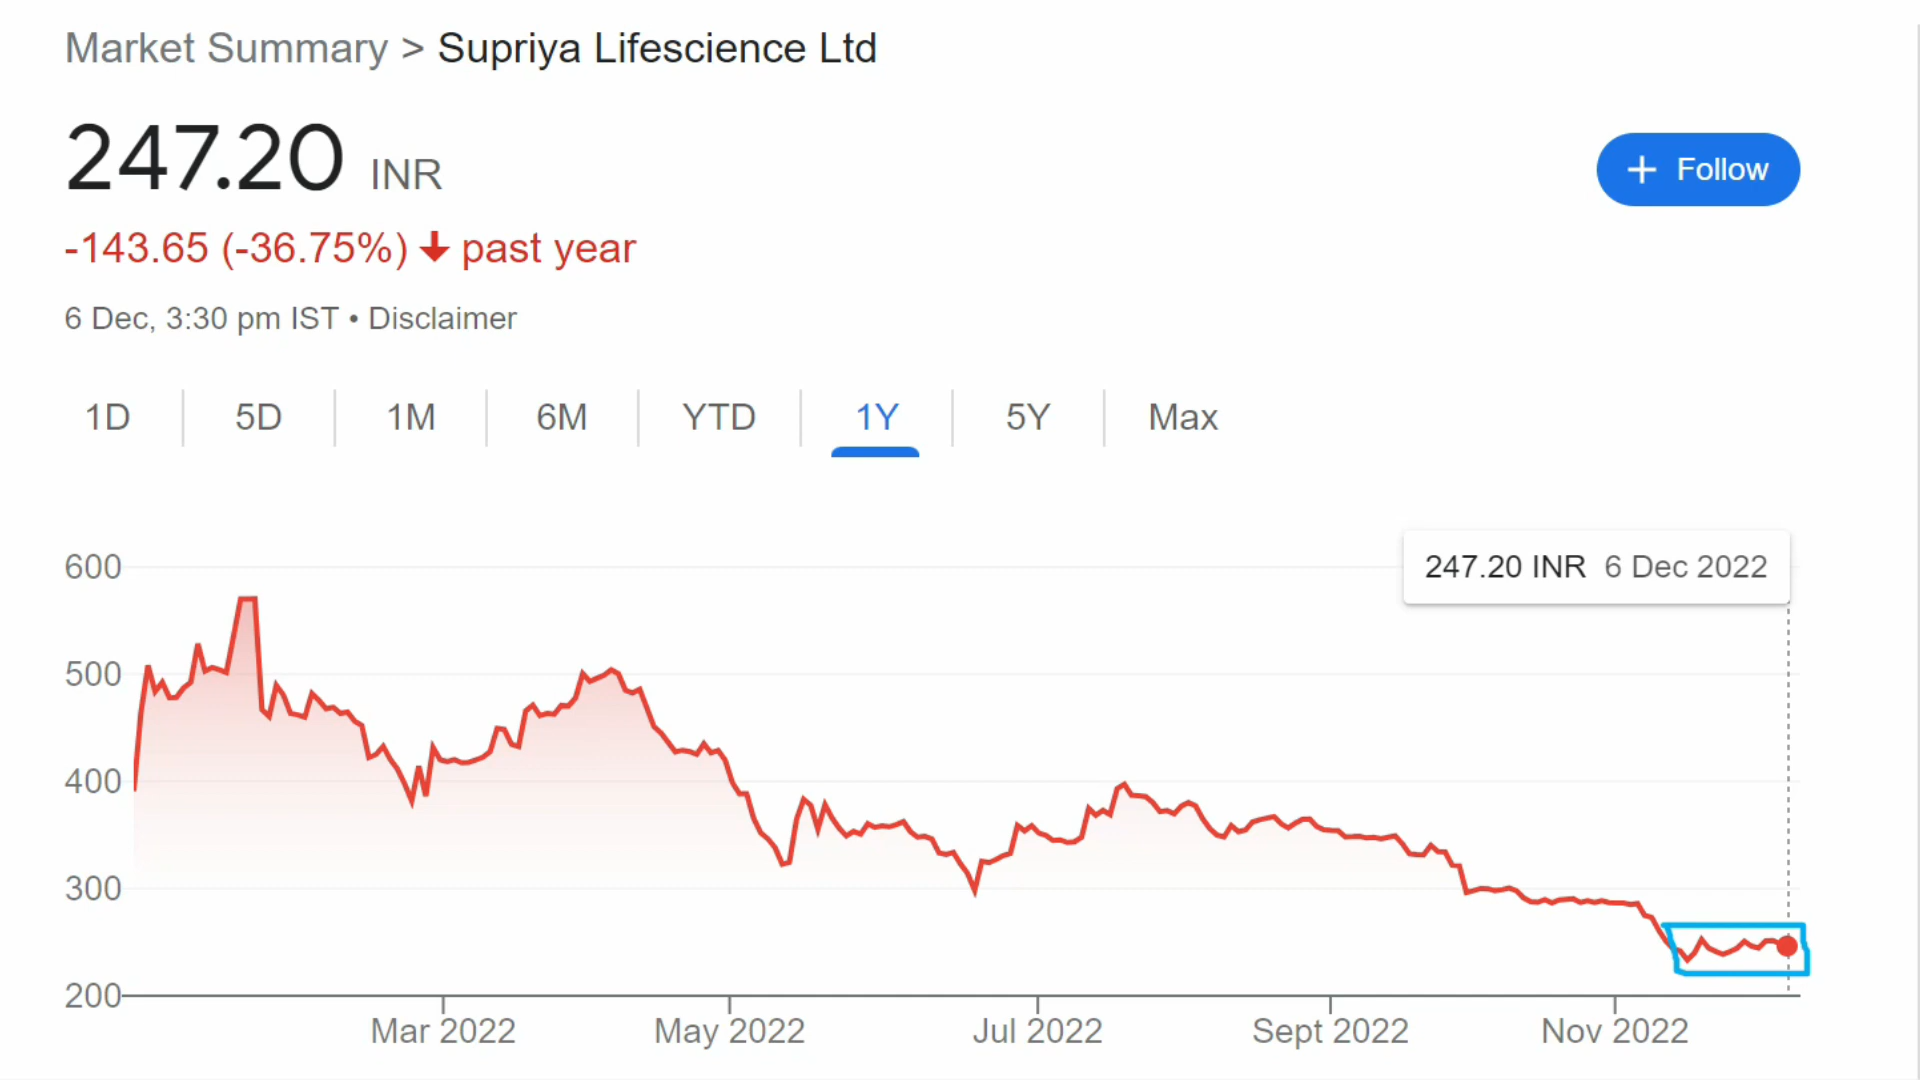 Market Summary > Supriya Lifescience Ltd
247.20 INR
+ Follow
-143.65 (-36.75%) ↓ past year
6 Dec, 3:30 pm IST • Disclaimer
1D 5D 1M 6M YTD 1Y 5Y Max
247.20 INR 6 Dec 2022
600
500
400
300
200
Mar 2022 May 2022 Jul 2022 Sept 2022 Nov 2022